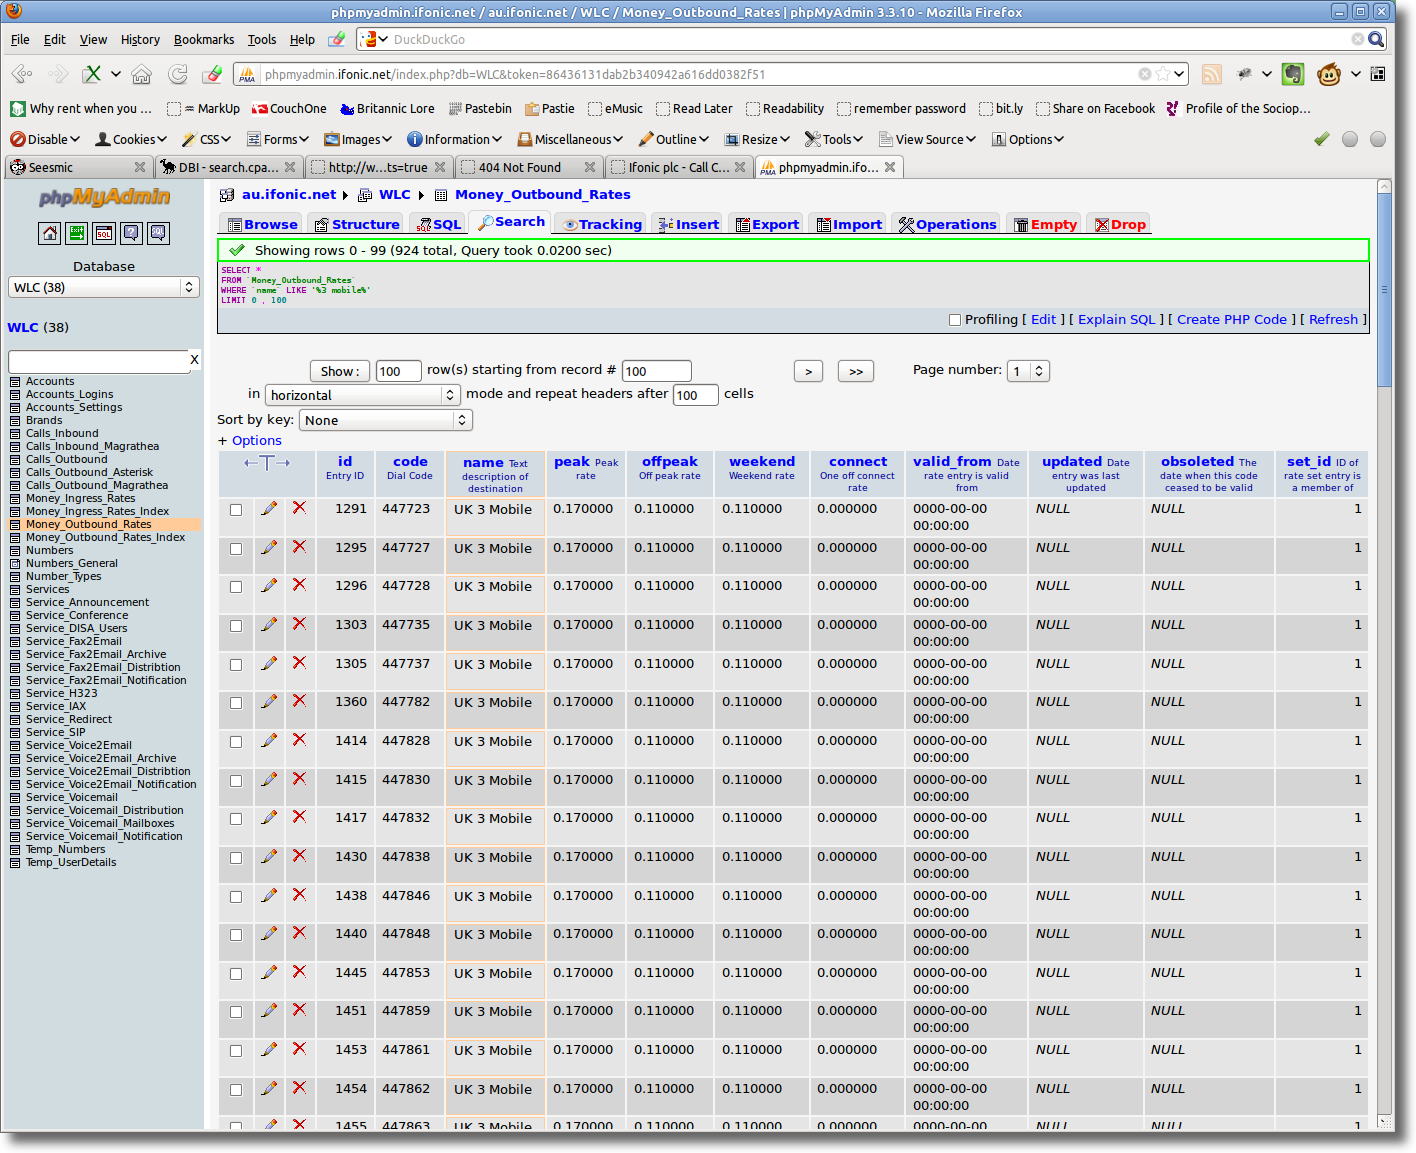 phpmyadmin.ifonic.net / au.ifonic.net / WLC / Money_Outbound_Rates | phpMyAdmin 3.3.10 - Mozilla Firefox
File Edit View History Bookmarks Tools Help DuckDuckGo
PMA phpmyadmin.ifonic.net/index.php?db=WLC&token=86436131dab2b340942a616dd0382f51
Why rent when you ... MarkUp CouchOne Britannic Lore Pastebin Pastie eMusic Read Later Readability remember password bit.ly Share on Facebook Profile of the Sociop...
Disable Cookies CSS Forms Images Information Miscellaneous Outline Resize Tools View Source Options
Seesmic DBI - search.cpa... http://w...ts=true 404 Not Found Ifonic plc - Call C... PMA phpmyadmin.ifo...
phpMyAdmin
Database
WLC (38)
WLC (38)
X
Accounts
Accounts_Logins
Accounts_Settings
Brands
Calls_Inbound
Calls_Inbound_Magrathea
Calls_Outbound
Calls_Outbound_Asterisk
Calls_Outbound_Magrathea
Money_Ingress_Rates
Money_Ingress_Rates_Index
Money_Outbound_Rates
Money_Outbound_Rates_Index
Numbers
Numbers_General
Number_Types
Services
Service_Announcement
Service_Conference
Service_DISA_Users
Service_Fax2Email
Service_Fax2Email_Archive
Service_Fax2Email_Distribtion
Service_Fax2Email_Notification
Service_H323
Service_IAX
Service_Redirect
Service_SIP
Service_Voice2Email
Service_Voice2Email_Archive
Service_Voice2Email_Distribtion
Service_Voice2Email_Notification
Service_Voicemail
Service_Voicemail_Distribution
Service_Voicemail_Mailboxes
Service_Voicemail_Notification
Temp_Numbers
Temp_UserDetails
au.ifonic.net WLC Money_Outbound_Rates
Browse Structure SQL Search Tracking Insert Export Import Operations Empty Drop
Showing rows 0 - 99 (924 total, Query took 0.0200 sec)
SELECT *
FROM `Money_Outbound_Rates`
WHERE `name` LIKE '%3 mobile%'
LIMIT 0 , 100
Profiling [ Edit ] [ Explain SQL ] [ Create PHP Code ] [ Refresh ]
Show : 100 row(s) starting from record # 100 > >> Page number: 1
in horizontal mode and repeat headers after 100 cells
Sort by key: None
+ Options
←T→ id Entry ID code Dial Code name Text description of destination peak Peak rate offpeak Off peak rate weekend Weekend rate connect One off connect rate valid_from Date rate entry is valid from updated Date entry was last updated obsoleted The date when this code ceased to be valid set_id ID of rate set entry is a member of
1291 447723 UK 3 Mobile 0.170000 0.110000 0.110000 0.000000 0000-00-00 00:00:00 NULL NULL 1
1295 447727 UK 3 Mobile 0.170000 0.110000 0.110000 0.000000 0000-00-00 00:00:00 NULL NULL 1
1296 447728 UK 3 Mobile 0.170000 0.110000 0.110000 0.000000 0000-00-00 00:00:00 NULL NULL 1
1303 447735 UK 3 Mobile 0.170000 0.110000 0.110000 0.000000 0000-00-00 00:00:00 NULL NULL 1
1305 447737 UK 3 Mobile 0.170000 0.110000 0.110000 0.000000 0000-00-00 00:00:00 NULL NULL 1
1360 447782 UK 3 Mobile 0.170000 0.110000 0.110000 0.000000 0000-00-00 00:00:00 NULL NULL 1
1414 447828 UK 3 Mobile 0.170000 0.110000 0.110000 0.000000 0000-00-00 00:00:00 NULL NULL 1
1415 447830 UK 3 Mobile 0.170000 0.110000 0.110000 0.000000 0000-00-00 00:00:00 NULL NULL 1
1417 447832 UK 3 Mobile 0.170000 0.110000 0.110000 0.000000 0000-00-00 00:00:00 NULL NULL 1
1430 447838 UK 3 Mobile 0.170000 0.110000 0.110000 0.000000 0000-00-00 00:00:00 NULL NULL 1
1438 447846 UK 3 Mobile 0.170000 0.110000 0.110000 0.000000 0000-00-00 00:00:00 NULL NULL 1
1440 447848 UK 3 Mobile 0.170000 0.110000 0.110000 0.000000 0000-00-00 00:00:00 NULL NULL 1
1445 447853 UK 3 Mobile 0.170000 0.110000 0.110000 0.000000 0000-00-00 00:00:00 NULL NULL 1
1451 447859 UK 3 Mobile 0.170000 0.110000 0.110000 0.000000 0000-00-00 00:00:00 NULL NULL 1
1453 447861 UK 3 Mobile 0.170000 0.110000 0.110000 0.000000 0000-00-00 00:00:00 NULL NULL 1
1454 447862 UK 3 Mobile 0.170000 0.110000 0.110000 0.000000 0000-00-00 00:00:00 NULL NULL 1
1455 447863 UK 3 Mobile 0.170000 0.110000 0.110000 0.000000 0000-00-00 NULL NULL 1